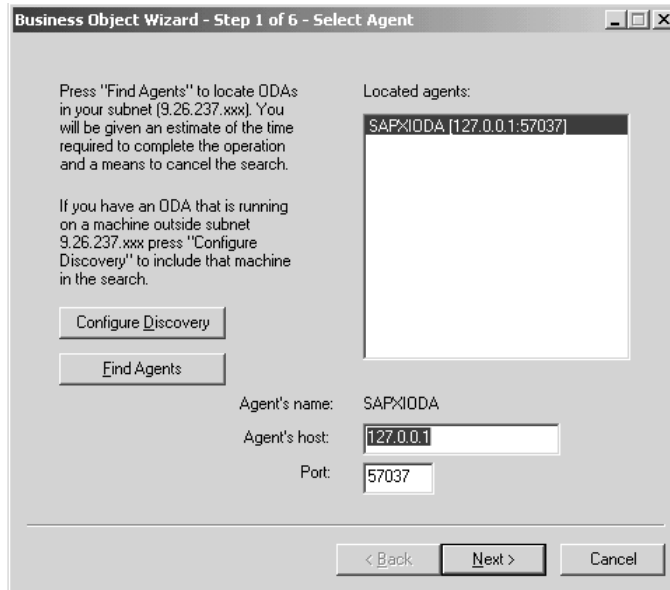 Business Object Wizard - Step 1 of 6 - Select Agent
Press "Find Agents" to locate ODAs
in your subnet (9.26.237.xxx). You
will be given an estimate of the time
required to complete the operation
and a means to cancel the search.
If you have an ODA that is running
on a machine outside subnet
9.26.237.xxx press "Configure
Discovery" to include that machine
in the search.
Configure Discovery
Find Agents
Located agents:
SAPXIODA [127.0.0.1:57037]
Agent's name: SAPXIODA
Agent's host: 127.0.0.1
Port: 57037
< Back Next > Cancel